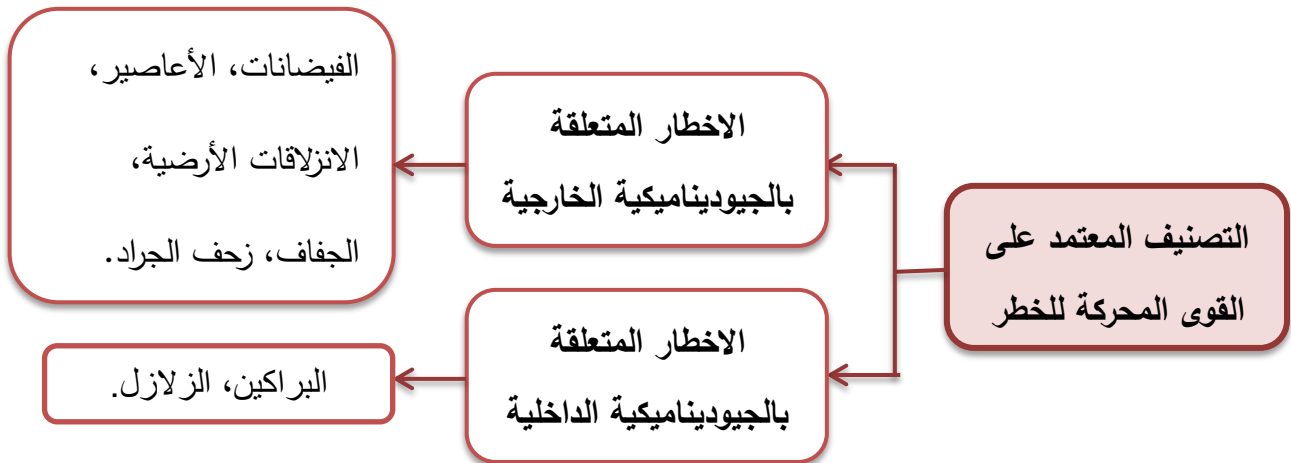 التصنيف المعتمد على
القوى المحركة للخطر
الاخطار المتعلقة
بالجيوديناميكية الخارجية
الفيضانات، الأعاصير،
الانزلاقات الأرضية،
الجفاف، زحف الجراد.
الاخطار المتعلقة
بالجيوديناميكية الداخلية
البراكين، الزلازل.